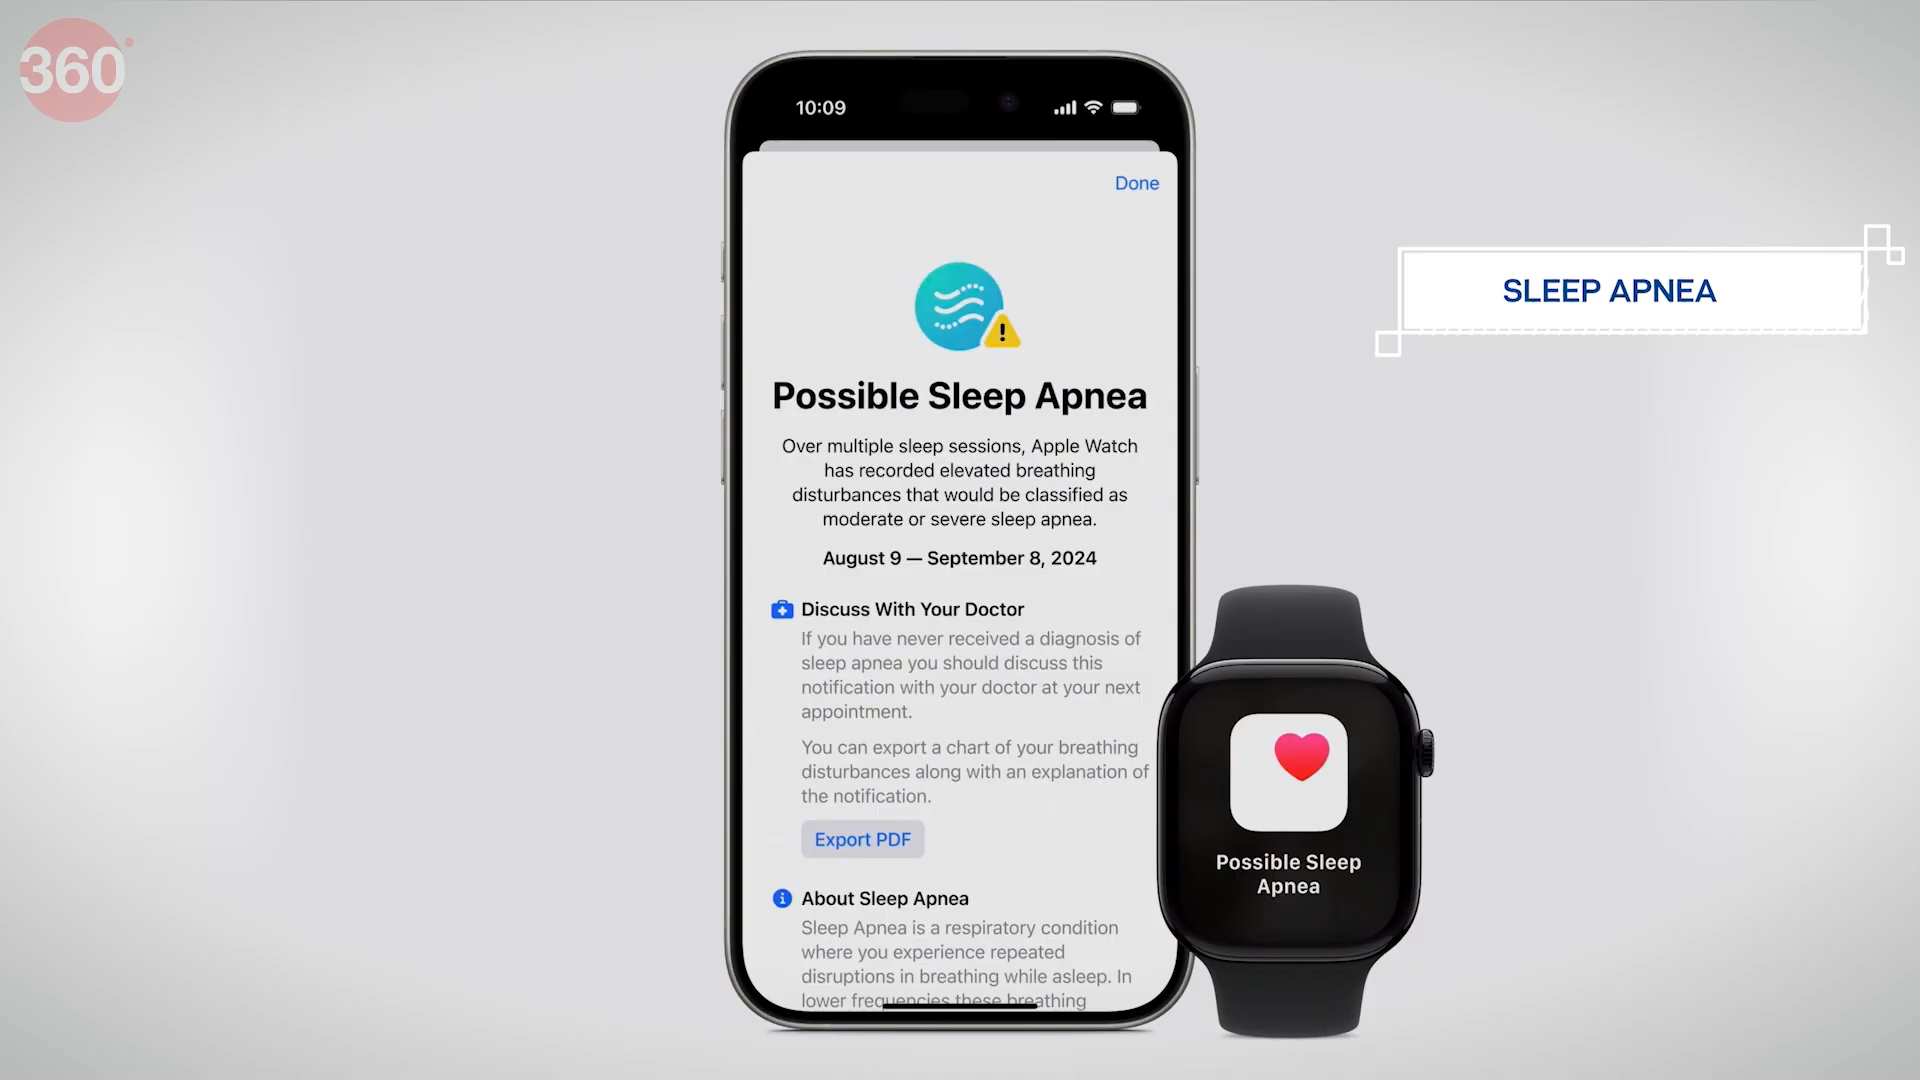 360°
10:09
Done
SLEEP APNEA
Possible Sleep Apnea
Over multiple sleep sessions, Apple Watch
has recorded elevated breathing
disturbances that would be classified as
moderate or severe sleep apnea.
August 9 — September 8, 2024
Discuss With Your Doctor
If you have never received a diagnosis of
sleep apnea you should discuss this
notification with your doctor at your next
appointment.
You can export a chart of your breathing
disturbances along with an explanation of
the notification.
Export PDF
About Sleep Apnea
Sleep Apnea is a respiratory condition
where you experience repeated
disruptions in breathing while asleep. In
lower frequencies these breathing
Possible Sleep
Apnea